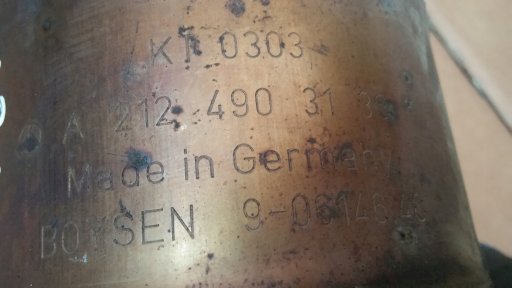 KT 0303
A 212 490 31
Made in Germany
BOYSEN